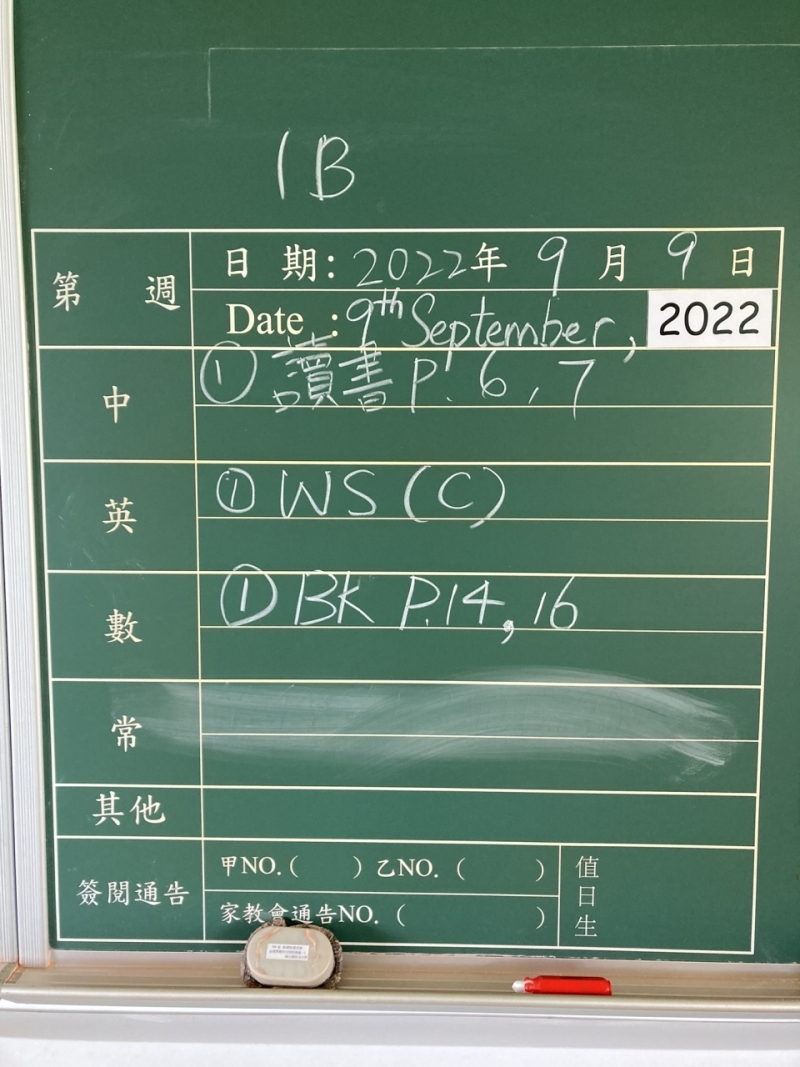 1B
第 週
日 期：2022年 9 月 9 日
Date : 9th September, 2022
中
① 讀書 P. 6, 7
英
① WS (C)
數
① BK P.14, 16
常
其他
簽閱通告
甲NO. ( ) 乙NO. ( )
家教會通告NO. ( )
值日生